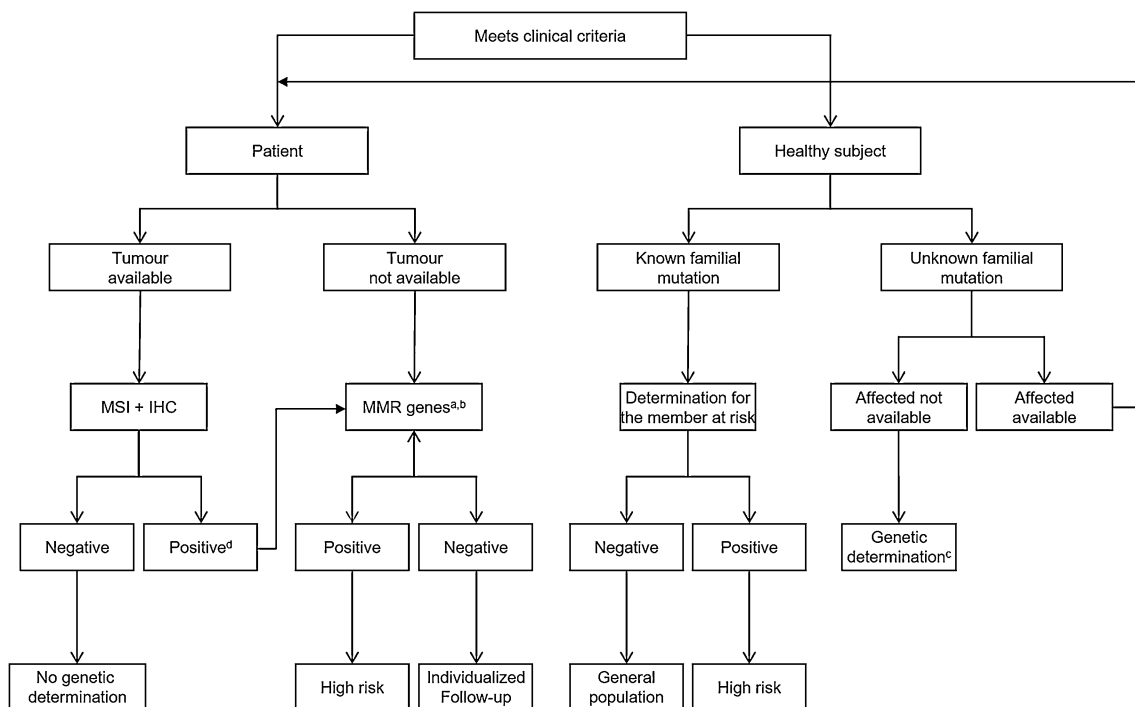 Meets clinical criteria
Patient
Healthy subject
Tumour
available
Tumour
not available
Known familial
mutation
Unknown familial
mutation
MSI + IHC
MMR genesa,b
Determination for
the member at risk
Affected not
available
Affected
available
Negative
Positived
Positive
Negative
Negative
Positive
Genetic
determinationc
No genetic
determination
High risk
Individualized
Follow-up
General
population
High risk